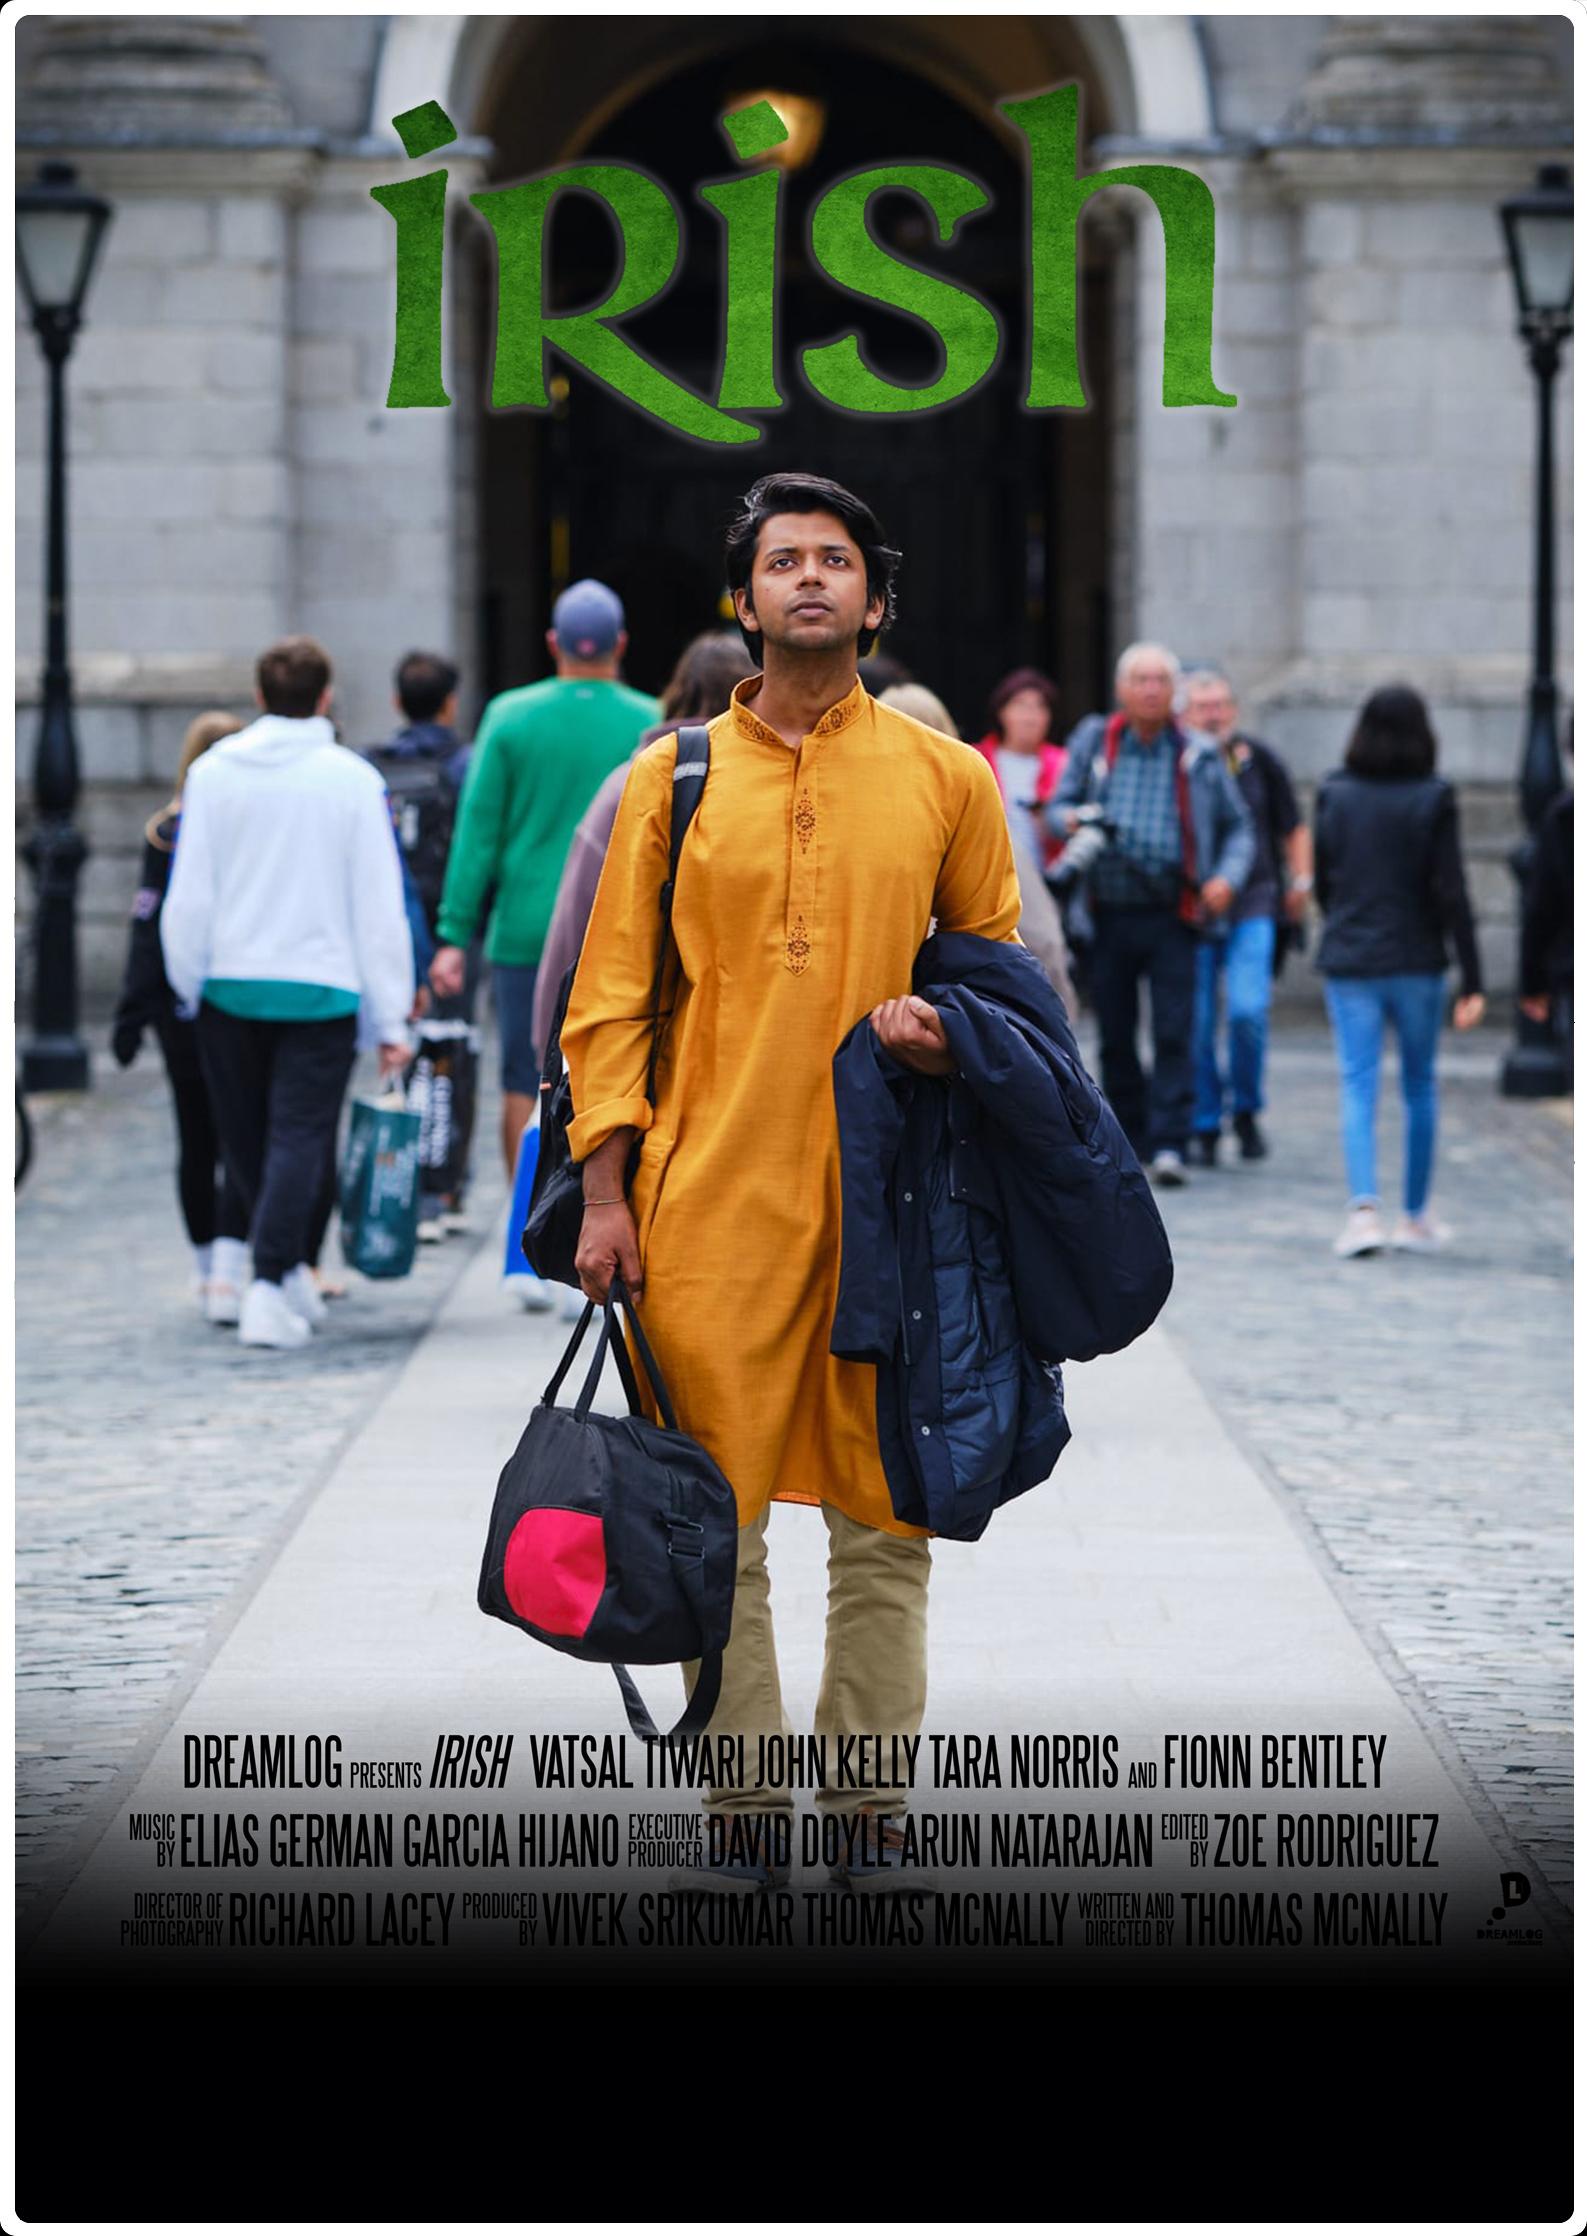 iRish
DREAMLOG PRESENTS IRISH VATSAL TIWARI JOHN KELLY TARA NORRIS AND FIONN BENTLEY
MUSIC BY ELIAS GERMAN GARCIA HIJANO EXECUTIVE PRODUCER DAVID DOYLE ARUN NATARAJAN EDITED BY ZOE RODRIGUEZ
DIRECTOR OF PHOTOGRAPHY RICHARD LACEY PRODUCED BY VIVEK SRIKUMAR THOMAS MCNALLY WRITTEN AND DIRECTED BY THOMAS MCNALLY
DREAMLOG